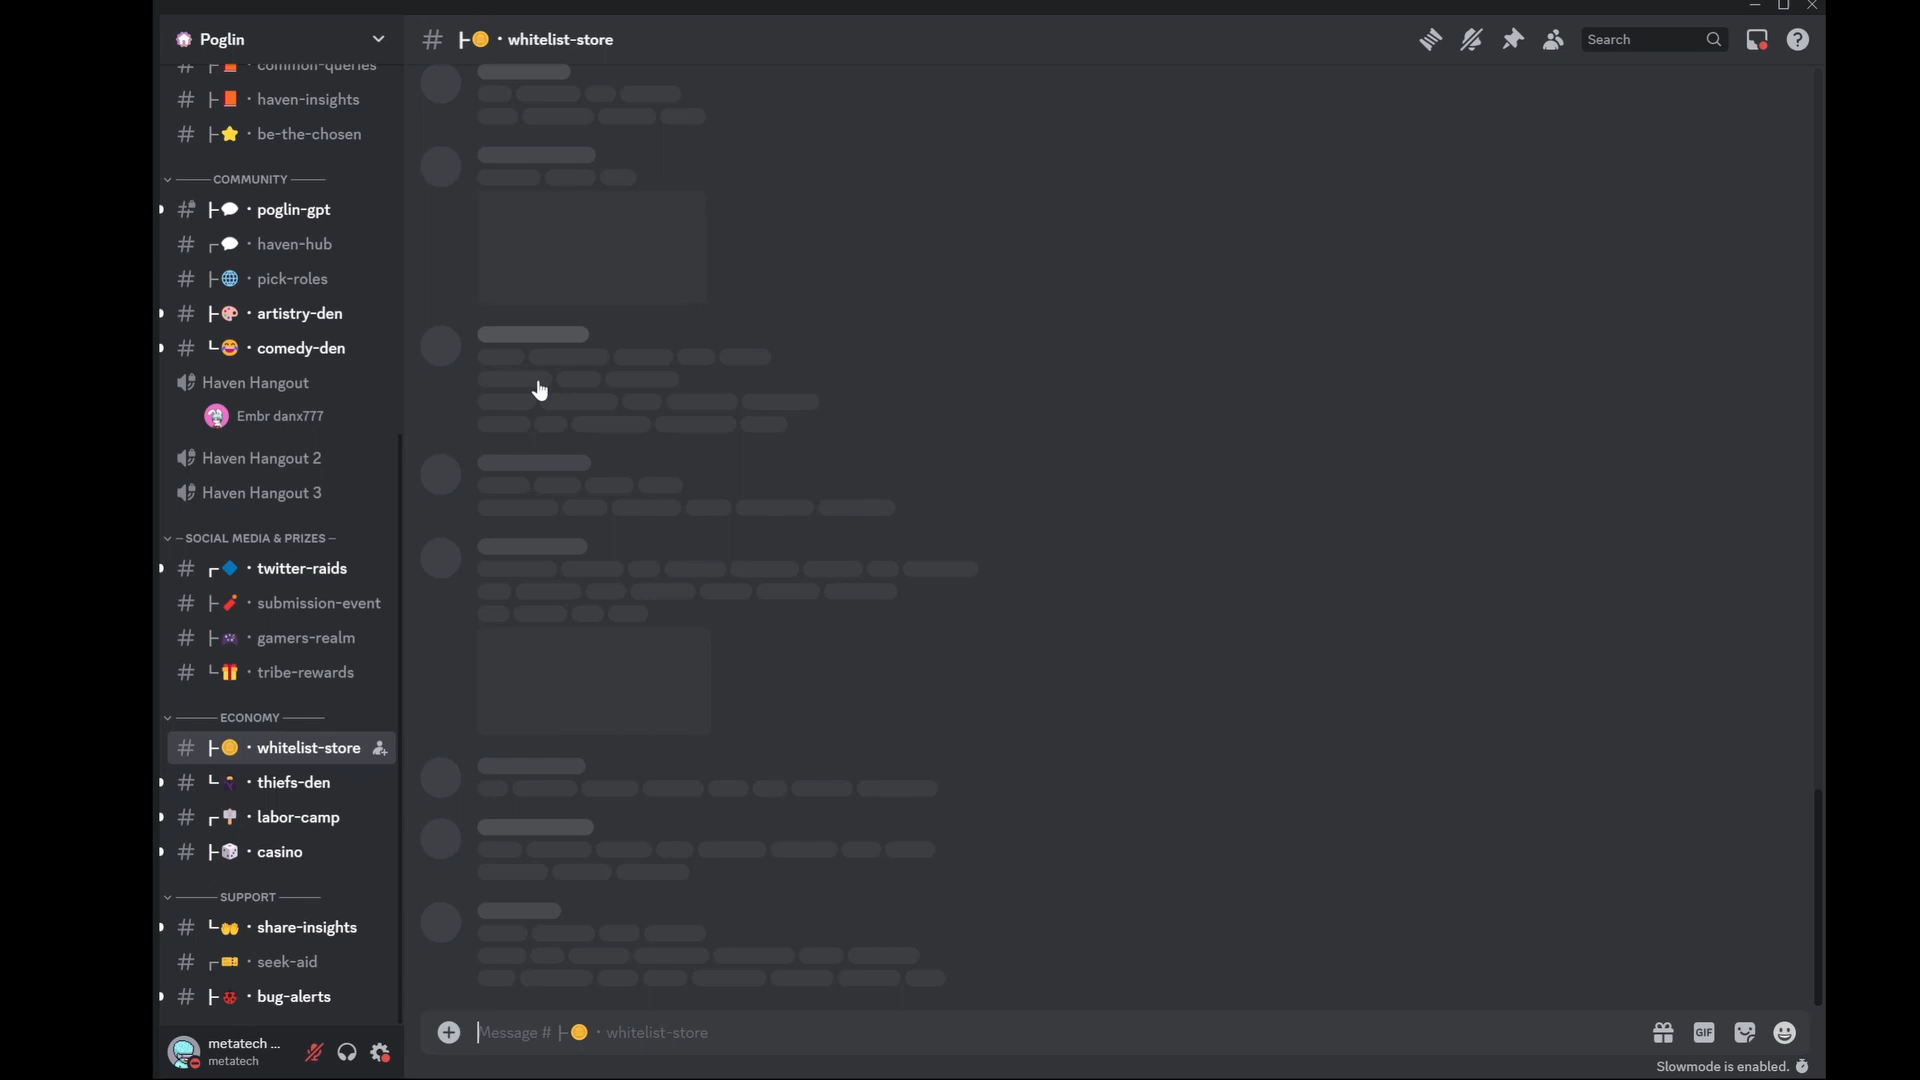 Poglin
# ├🪙・whitelist-store
Search
# ├📕・common-queries
# ├📕・haven-insights
# ├⭐・be-the-chosen
——— COMMUNITY ———
# ├💬・poglin-gpt
# ┌💬・haven-hub
# ├🌐・pick-roles
# ├🎨・artistry-den
# └😂・comedy-den
Haven Hangout
Embr danx777
Haven Hangout 2
Haven Hangout 3
— SOCIAL MEDIA & PRIZES —
# ┌🔷・twitter-raids
# ├🧨・submission-event
# ├🎮・gamers-realm
# └🎁・tribe-rewards
——— ECONOMY ———
# ├🪙・whitelist-store
# └・thiefs-den
# ┌・labor-camp
# ├🎲・casino
——— SUPPORT ———
# └👐・share-insights
# ┌🎫・seek-aid
# ├🐞・bug-alerts
metatech ...
metatech
Message # ├🪙・whitelist-store
GIF
Slowmode is enabled.